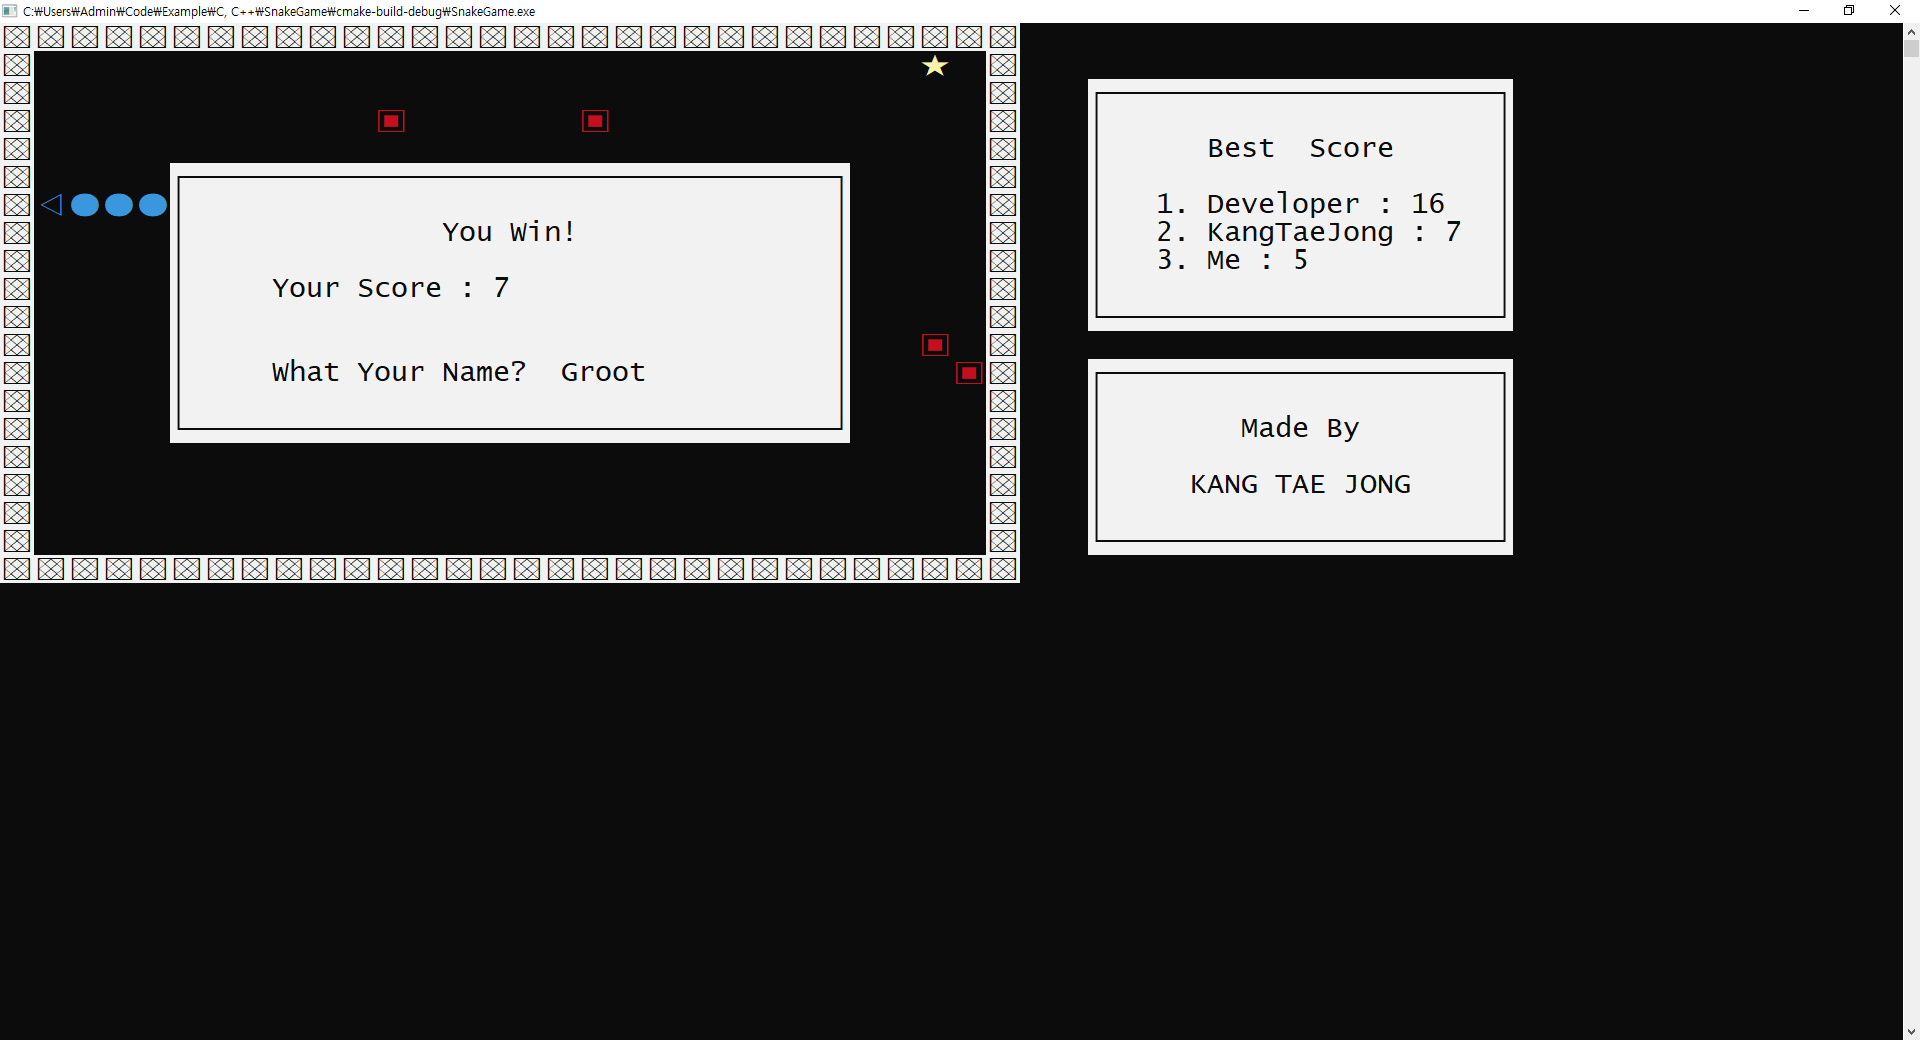 C:￦Users￦Admin￦Code￦Example￦C, C++￦SnakeGame￦cmake-build-debug￦SnakeGame.exe
You Win!
Your Score : 7
What Your Name?  Groot
Best  Score
1. Developer : 16
2. KangTaeJong : 7
3. Me : 5
Made By
KANG TAE JONG